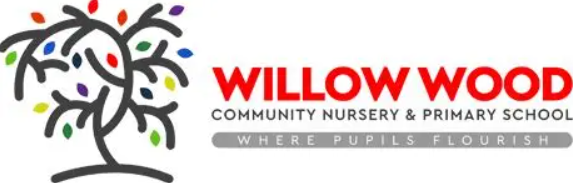 WILLOW WOOD
COMMUNITY NURSERY & PRIMARY SCHOOL
WHERE PUPILS FLOURISH